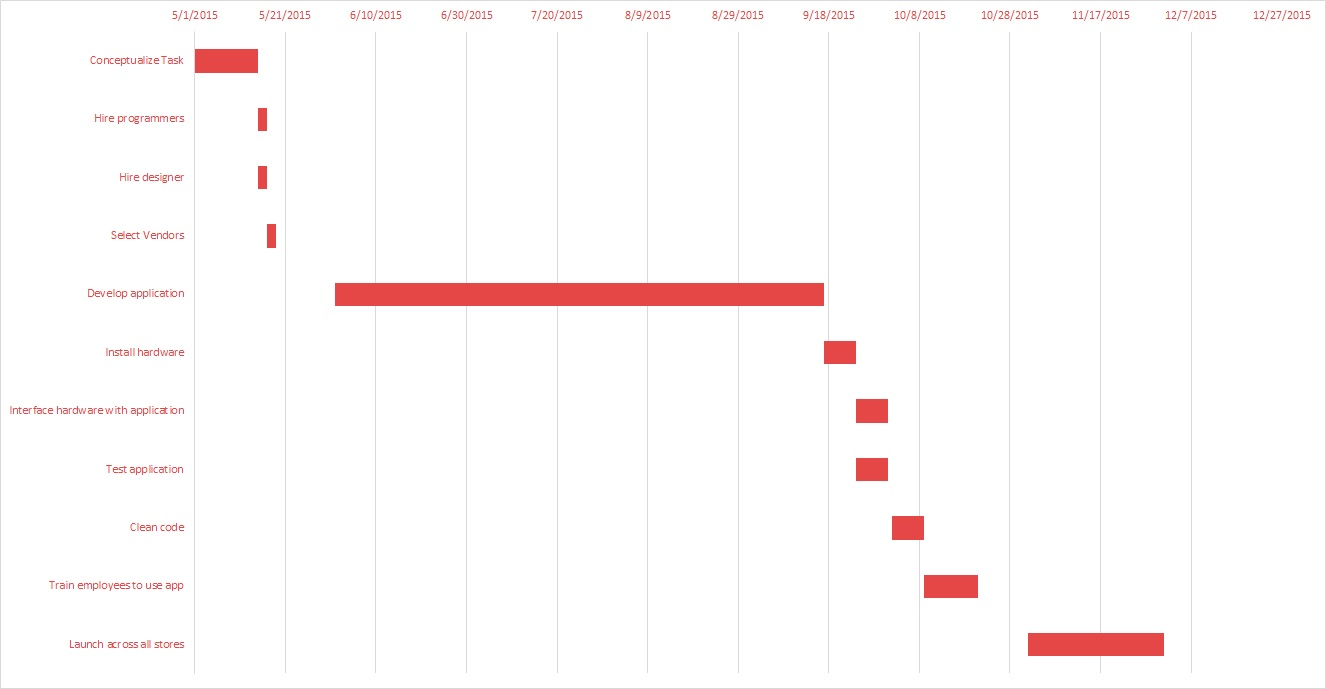 5/1/2015 5/21/2015 6/10/2015 6/30/2015 7/20/2015 8/9/2015 8/29/2015 9/18/2015 10/8/2015 10/28/2015 11/17/2015 12/7/2015 12/27/2015
Conceptualize Task
Hire programmers
Hire designer
Select Vendors
Develop application
Install hardware
Interface hardware with application
Test application
Clean code
Train employees to use app
Launch across all stores